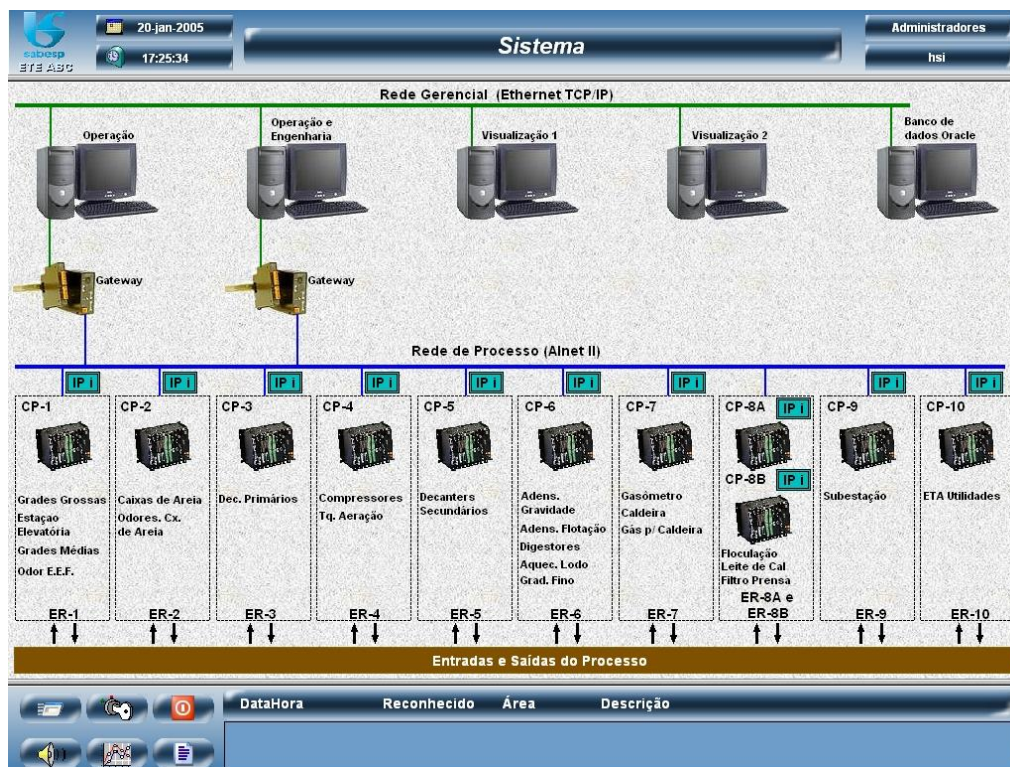 sabesp
ETE ABC
20-jan-2005
17:25:34
Sistema
Administradores
hsi
Rede Gerencial (Ethernet TCP/IP)
Operação
Operação e
Engenharia
Visualização 1
Visualização 2
Banco de
dados Oracle
Gateway
Gateway
Rede de Processo (Alnet II)
IP i
IP i
IP i
IP i
IP i
IP i
IP i
IP i
IP i
CP-1
CP-2
CP-3
CP-4
CP-5
CP-6
CP-7
CP-8A
IP i
CP-9
CP-10
CP-8B
IP i
Grades Grossas
Estaçao
Elevatória
Grades Médias
Odor E.E.F.
Caixas de Areia
Odores. Cx.
de Areia
Dec. Primários
Compressores
Tq. Aeração
Decanters
Secundários
Adens.
Gravidade
Adens. Flotação
Digestores
Aquec. Lodo
Grad. Fino
Gasômetro
Caldeira
Gás p/ Caldeira
Floculação
Leite de Cal
Filtro Prensa
Subestação
ETA Utilidades
ER-1
ER-2
ER-3
ER-4
ER-5
ER-6
ER-7
ER-8A e
ER-8B
ER-9
ER-10
Entradas e Saídas do Processo
DataHora
Reconhecido
Área
Descrição